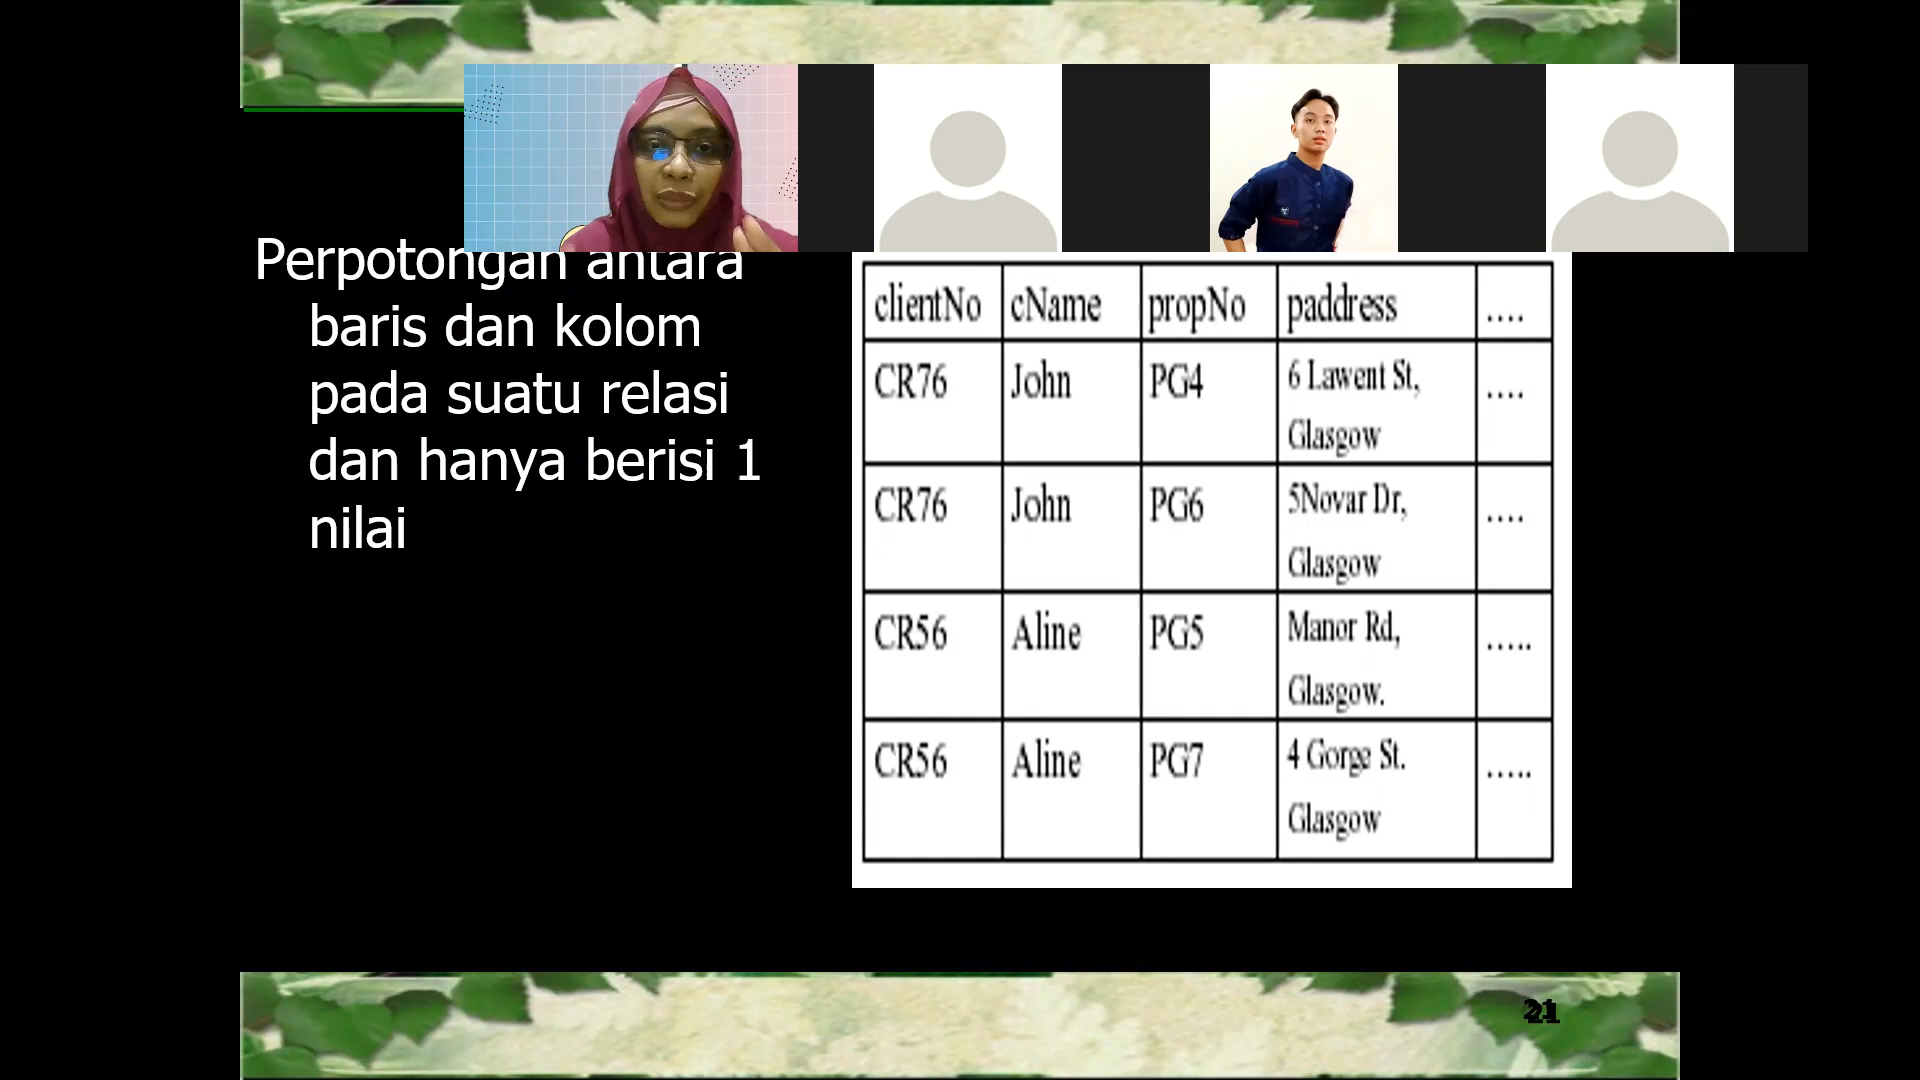 Perpotongan antara
baris dan kolom
pada suatu relasi
dan hanya berisi 1
nilai
clientNo cName propNo paddress ....
CR76 John PG4 6 Lawent St, ....
Glasgow
CR76 John PG6 5Novar Dr, ....
Glasgow
CR56 Aline PG5 Manor Rd, .....
Glasgow.
CR56 Aline PG7 4 Gorge St. .....
Glasgow
21